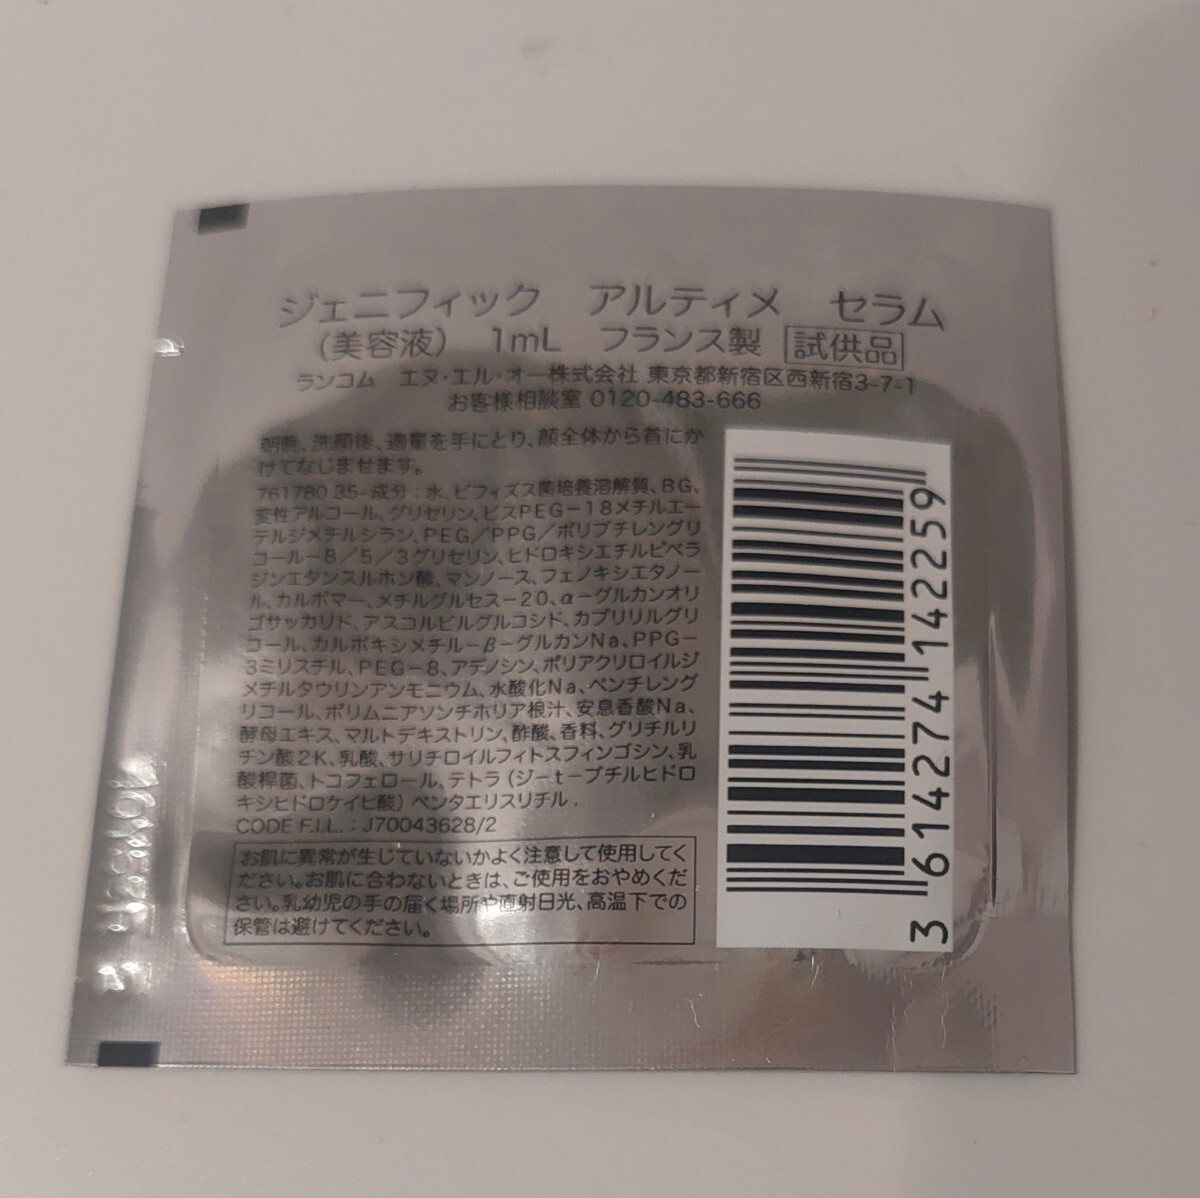 ジェニフィック アルティメ セラム
（美容液） 1mL フランス製 試供品
ランコム エヌ・エル・オー株式会社 東京都新宿区西新宿3-7-1
お客様相談室 0120-483-666
朝晩、洗顔後、適量を手にとり、顔全体から首にか
けてなじませます。
761780 35- 成分：水、ビフィズス菌培養溶解質、BG、
変性アルコール、グリセリン、ビスPEG－18メチルエー
テルジメチルシラン、PEG／PPG／ポリブチレングリ
コール－8／5／3グリセリン、ヒドロキシエチルピペラ
ジンエタンスルホン酸、マンノース、フェノキシエタノー
ル、カルボマー、メチルグルセス－20、α－グルカンオリ
ゴサッカリド、アスコルビルグルコシド、カプリリルグリ
コール、カルボキシメチル－β－グルカンNa、PPG－
3ミリスチル、PEG－8、アデノシン、ポリアクリロイルジ
メチルタウリンアンモニウム、水酸化Na、ペンチレング
リコール、ポリムニアソンチホリア根汁、安息香酸Na、
酵母エキス、マルトデキストリン、酢酸、香料、グリチルリ
チン酸2K、乳酸、サリチロイルフィトスフィンゴシン、乳
酸桿菌、トコフェロール、テトラ（ジ－t－ブチルヒドロ
キシヒドロケイヒ酸）ペンタエリスリチル．
CODE F.I.L. : J70043628/2
お肌に異常が生じていないかよく注意して使用してく
ださい。お肌に合わないときは、ご使用をおやめくだ
さい。乳幼児の手の届く場所や直射日光、高温下での
保管は避けてください。
3 614274 142259